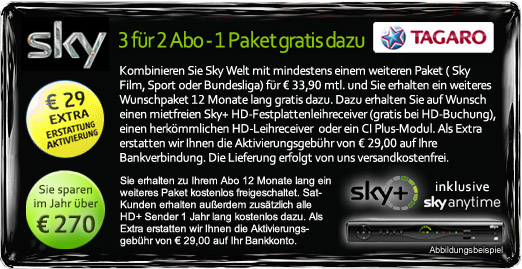 sky
3 für 2 Abo - 1 Paket gratis dazu
TAGARO
Kombinieren Sie Sky Welt mit mindestens einem weiteren Paket ( Sky
Film, Sport oder Bundesliga) für € 33,90 mtl. und Sie erhalten ein weiteres
Wunschpaket 12 Monate lang gratis dazu. Dazu erhalten Sie auf Wunsch
einen mietfreien Sky+ HD-Festplattenleihreceiver (gratis bei HD-Buchung),
einen herkömmlichen HD-Leihreceiver oder ein CI Plus-Modul. Als Extra
erstatten wir Ihnen die Aktivierungsgebühr von € 29,00 auf Ihre
Bankverbindung. Die Lieferung erfolgt von uns versandkostenfrei.
€ 29
EXTRA
ERSTATTUNG
AKTIVIERUNG
Sie sparen
im Jahr über
€ 270
Sie erhalten zu Ihrem Abo 12 Monate lang ein
weiteres Paket kostenlos freigeschaltet. Sat-
Kunden erhalten außerdem zusätzlich alle
HD+ Sender 1 Jahr lang kostenlos dazu. Als
Extra erstatten wir Ihnen die Aktivierungs-
gebühr von € 29,00 auf Ihr Bankkonto.
sky+
inklusive
sky anytime
Abbildungsbeispiel